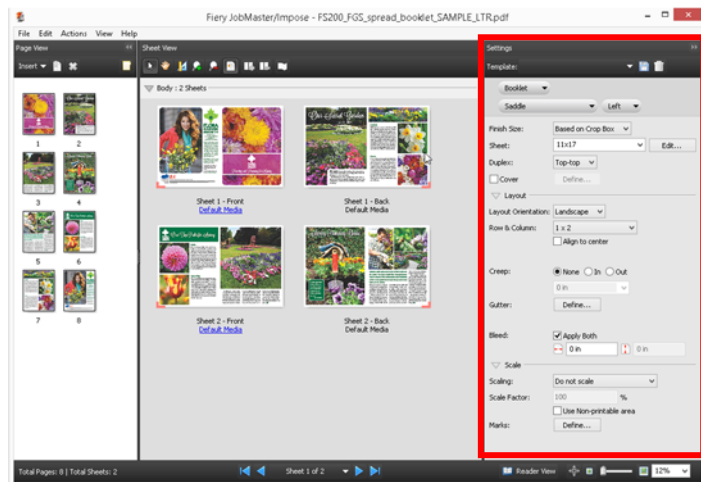 Fiery JobMaster/Impose - FS200_FGS_spread_booklet_SAMPLE_LTR.pdf
File Edit Actions View Help
Page View
Insert
1 2
3 4
5 6
7 8
Sheet View
Body : 2 Sheets
Sheet 1 - Front
Default Media
Sheet 1 - Back
Default Media
Sheet 2 - Front
Default Media
Sheet 2 - Back
Default Media
Settings
Template:
Booklet
Saddle Left
Finish Size: Based on Crop Box
Sheet: 11x17 Edit...
Duplex: Top-top
Cover Define...
Layout
Layout Orientation: Landscape
Row & Column: 1 x 2
Align to center
Creep: None In Out
0 in
Gutter: Define...
Bleed: Apply Both
0 in 0 in
Scale
Scaling: Do not scale
Scale Factor: 100 %
Use Non-printable area
Marks: Define...
Total Pages: 8 | Total Sheets: 2
Sheet 1 of 2
Reader View
12%